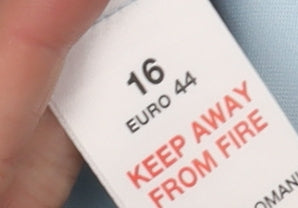 16
EURO 44
KEEP AWAY
FROM FIRE